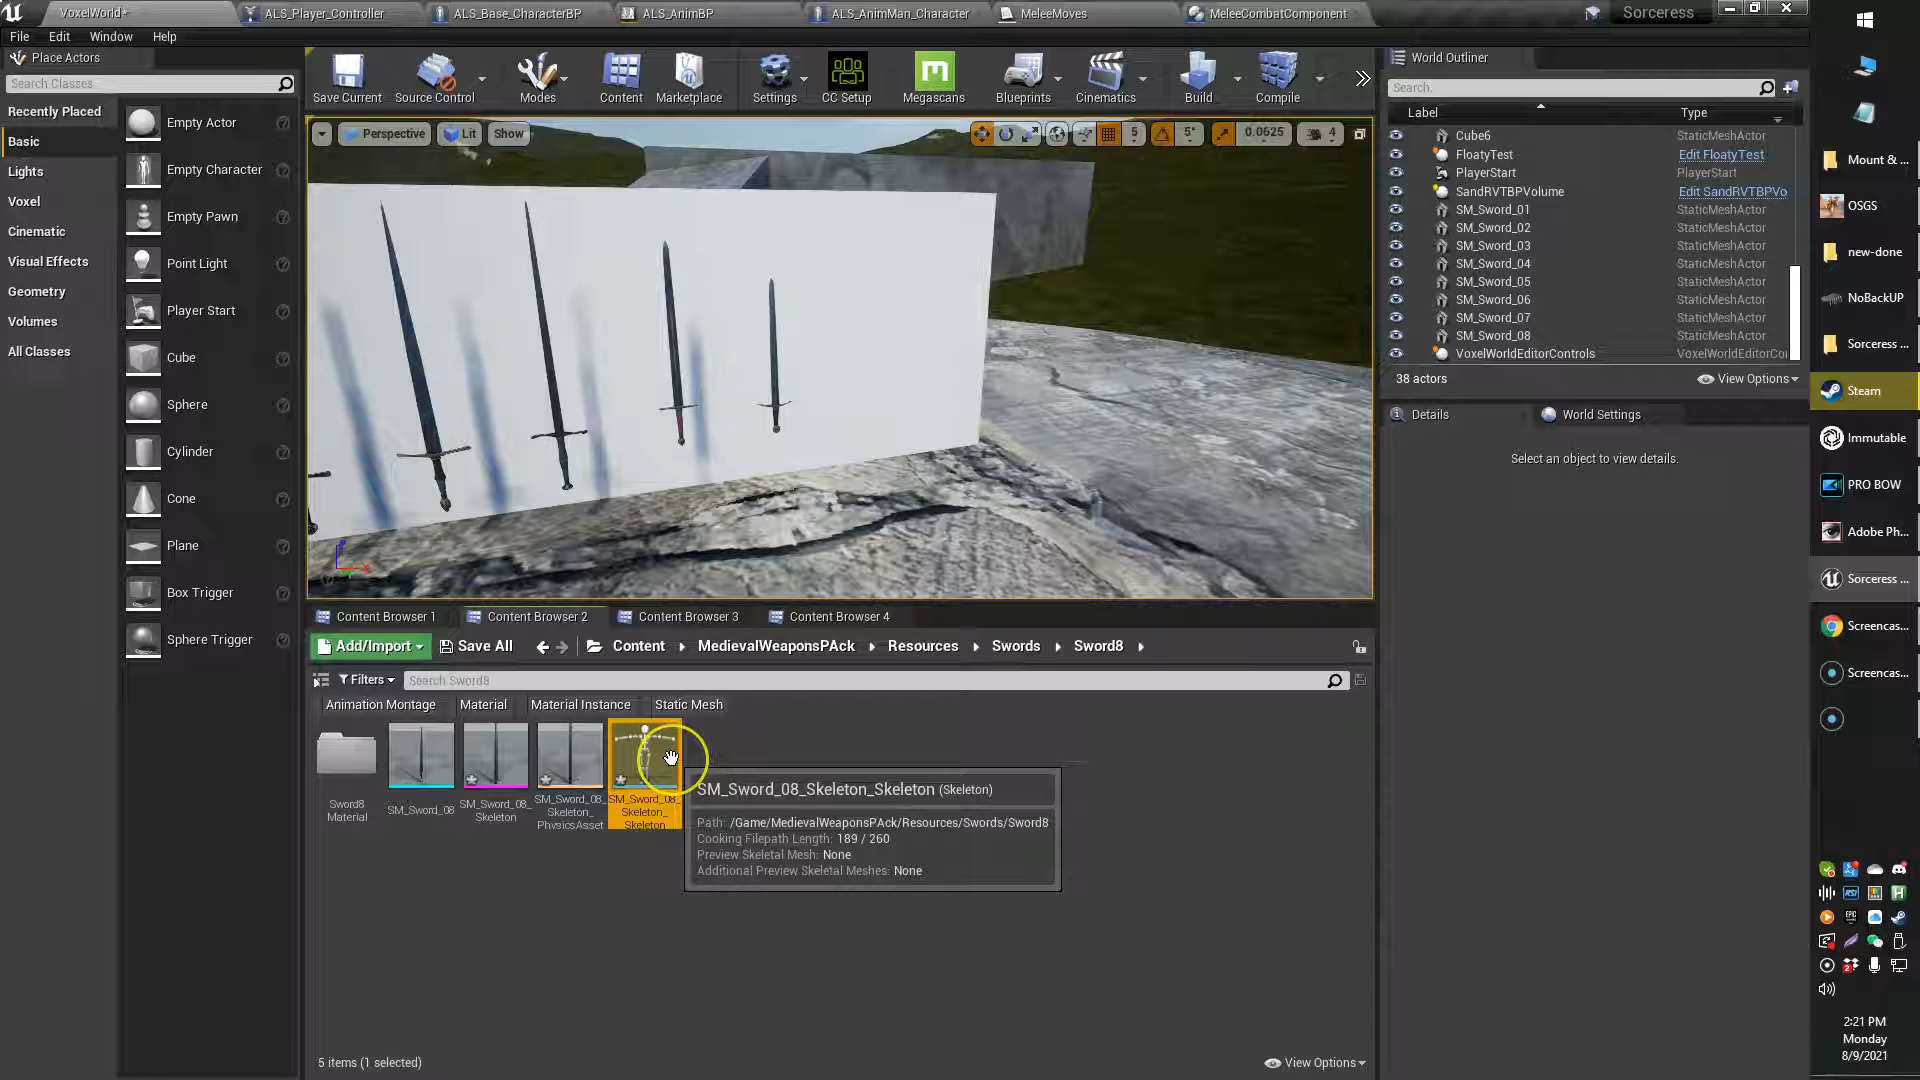 VoxelWorld*
ALS_Player_Controller
ALS_Base_CharacterBP
ALS_AnimBP
ALS_AnimMan_Character
MeleeMoves
MeleeCombatComponent
Sorceress
File Edit Window Help
Place Actors
Search Classes
Recently Placed
Basic
Lights
Voxel
Cinematic
Visual Effects
Geometry
Volumes
All Classes
Empty Actor
Empty Character
Empty Pawn
Point Light
Player Start
Cube
Sphere
Cylinder
Cone
Plane
Box Trigger
Sphere Trigger
Save Current
Source Control
Modes
Content
Marketplace
Settings
CC Setup
Megascans
Blueprints
Cinematics
Build
Compile
Perspective
Lit
Show
5
5°
0.0625
4
Content Browser 1
Content Browser 2
Content Browser 3
Content Browser 4
Add/Import
Save All
Content
MedievalWeaponsPAck
Resources
Swords
Sword8
Filters
Search Sword8
Animation Montage
Material
Material Instance
Static Mesh
Sword8
Material
SM_Sword_08
SM_Sword_08_
Skeleton
SM_Sword_08_
Skeleton_
PhysicsAsset
SM_Sword_08_
Skeleton_
Skeleton
SM_Sword_08_Skeleton_Skeleton (Skeleton)
Path: /Game/MedievalWeaponsPAck/Resources/Swords/Sword8
Cooking Filepath Length: 189 / 260
Preview Skeletal Mesh: None
Additional Preview Skeletal Meshes: None
5 items (1 selected)
View Options
World Outliner
Search.
Label Type
Cube6 StaticMeshActor
FloatyTest Edit FloatyTest
PlayerStart PlayerStart
SandRVTBPVolume Edit SandRVTBPVo
SM_Sword_01 StaticMeshActor
SM_Sword_02 StaticMeshActor
SM_Sword_03 StaticMeshActor
SM_Sword_04 StaticMeshActor
SM_Sword_05 StaticMeshActor
SM_Sword_06 StaticMeshActor
SM_Sword_07 StaticMeshActor
SM_Sword_08 StaticMeshActor
VoxelWorldEditorControls VoxelWorldEditorCo
38 actors
View Options
Details
World Settings
Select an object to view details.
Mount & ...
OSGS
new-done
NoBackUP
Sorceress ...
Steam
Immutable
PRO BOW
Adobe Ph...
Sorceress ...
Screencas...
Screencas...
2:21 PM
Monday
8/9/2021